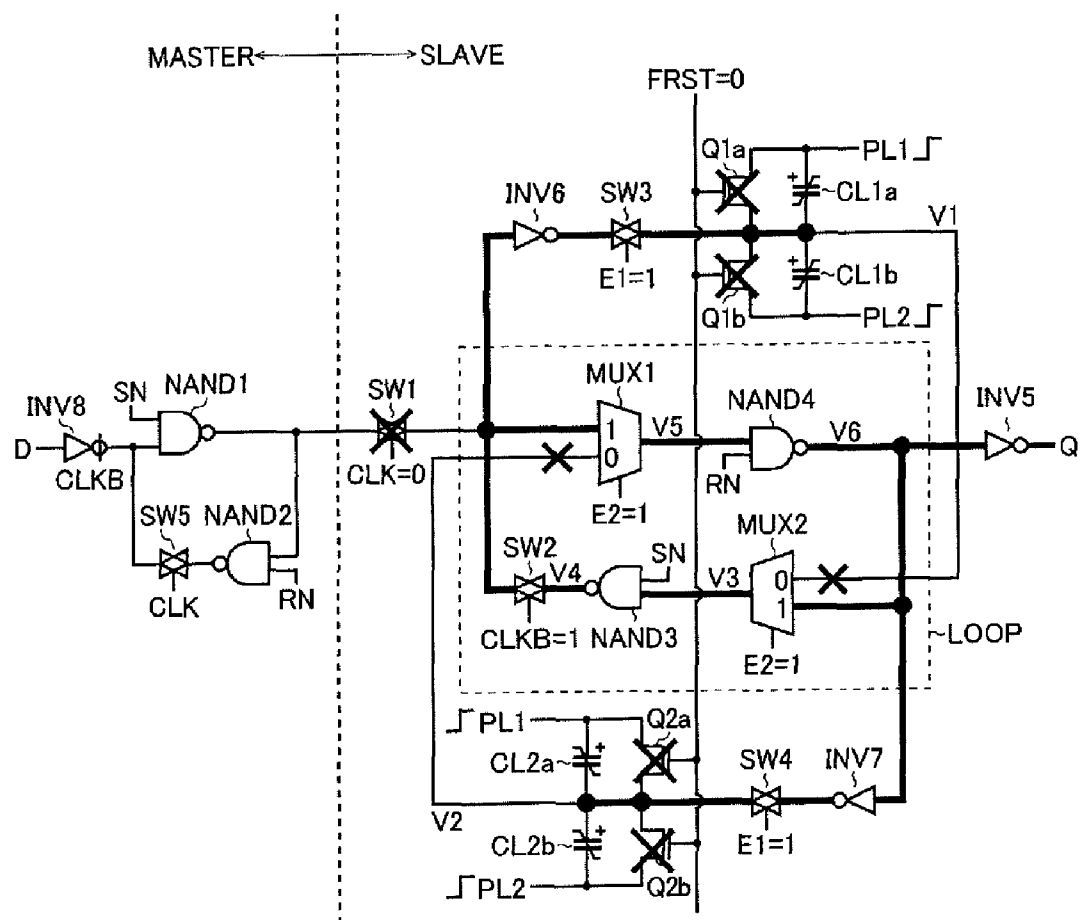 MASTER
SLAVE
FRST=0
Q1a
PL1
CL1a
V1
INV6
SW3
E1=1
Q1b
CL1b
PL2
MUX1
NAND4
INV5
INV8
SN
NAND1
SW1
D
CLKB
CLK=0
1
0
V5
V6
Q
RN
E2=1
SW5
NAND2
CLK
RN
SW2
V4
SN
V3
MUX2
0
1
CLKB=1
NAND3
E2=1
LOOP
PL1
Q2a
CL2a
SW4
INV7
V2
CL2b
E1=1
PL2
Q2b